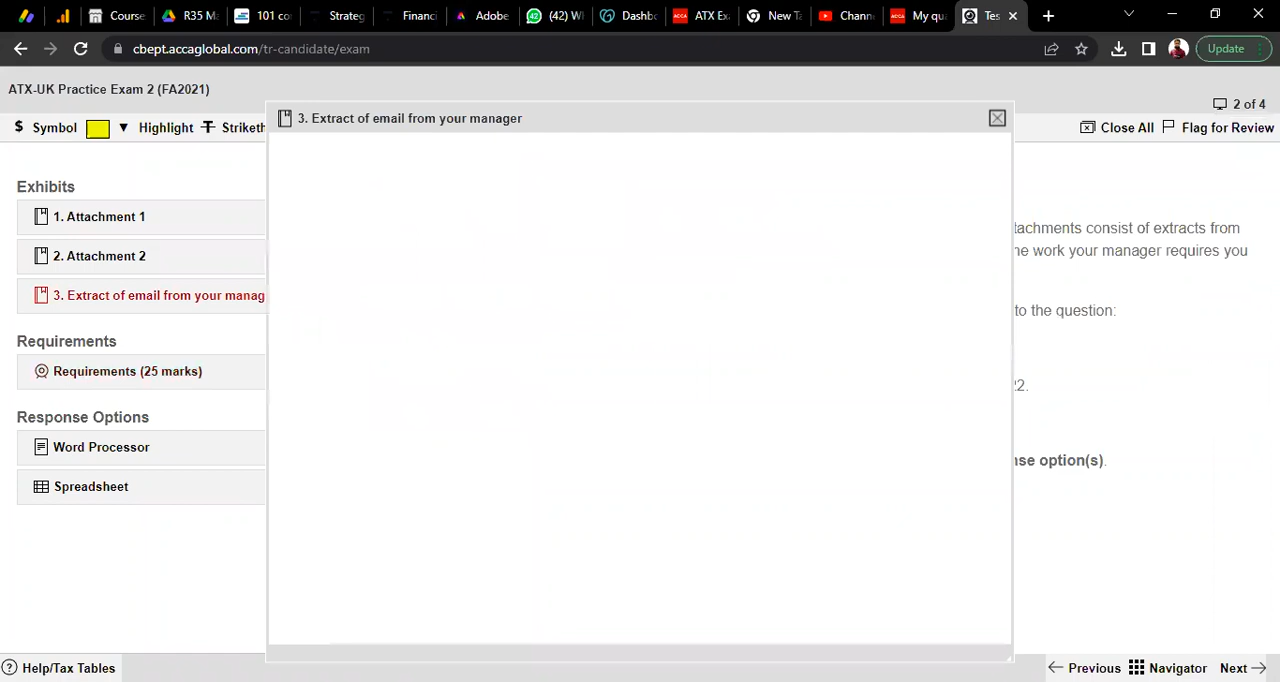 Course
R35 M
101 co
Strateg
Financi
Adobe
(42) W
Dashb
ATX Ex
New T
Chann
My qu
Tes
cbept.accaglobal.com/tr-candidate/exam
Update
ATX-UK Practice Exam 2 (FA2021)
2 of 4
$ Symbol
Highlight
Striketh
Close All
Flag for Review
3. Extract of email from your manager
Exhibits
1. Attachment 1
2. Attachment 2
3. Extract of email from your manag
Requirements
Requirements (25 marks)
Response Options
Word Processor
Spreadsheet
tachments consist of extracts from
ne work your manager requires you
to the question:
22.
nse option(s).
Help/Tax Tables
Previous
Navigator
Next